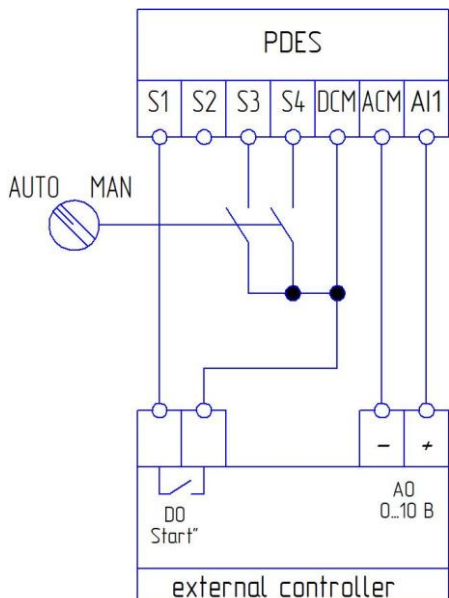 PDES
S1 S2 S3 S4 DCM ACM AI1
AUTO MAN
- +
DO
Start"
AO
0...10 В
external controller